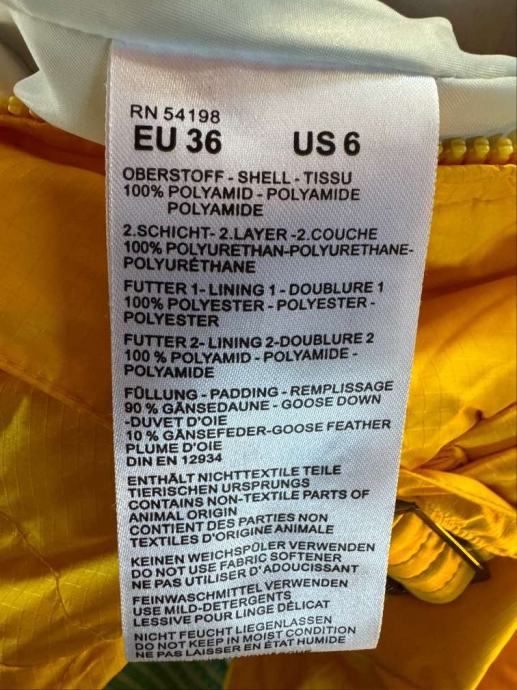 RN 54198
EU 36 US 6
OBERSTOFF - SHELL - TISSU
100% POLYAMID - POLYAMIDE
POLYAMIDE
2.SCHICHT- 2.LAYER -2.COUCHE
100% POLYURETHAN-POLYURETHANE-
POLYURÉTHANE
FUTTER 1- LINING 1 - DOUBLURE 1
100% POLYESTER - POLYESTER -
POLYESTER
FUTTER 2- LINING 2-DOUBLURE 2
100 % POLYAMID - POLYAMIDE -
POLYAMIDE
FÜLLUNG - PADDING - REMPLISSAGE
90 % GÄNSEDAUNE - GOOSE DOWN
-DUVET D'OIE
10 % GÄNSEFEDER-GOOSE FEATHER
PLUME D'OIE
DIN EN 12934
ENTHÄLT NICHTTEXTILE TEILE
TIERISCHEN URSPRUNGS
CONTAINS NON-TEXTILE PARTS OF
ANIMAL ORIGIN
CONTIENT DES PARTIES NON
TEXTILES D'ORIGINE ANIMALE
KEINEN WEICHSPÜLER VERWENDEN
DO NOT USE FABRIC SOFTENER
NE PAS UTILISER D'ADOUCISSANT
FEINWASCHMITTEL VERWENDEN
USE MILD-DETERGENTS
LESSIVE POUR LINGE DÉLICAT
NICHT FEUCHT LIEGENLASSEN
DO NOT KEEP IN MOIST CONDITION
NE PAS LAISSER EN ÉTAT HUMIDE